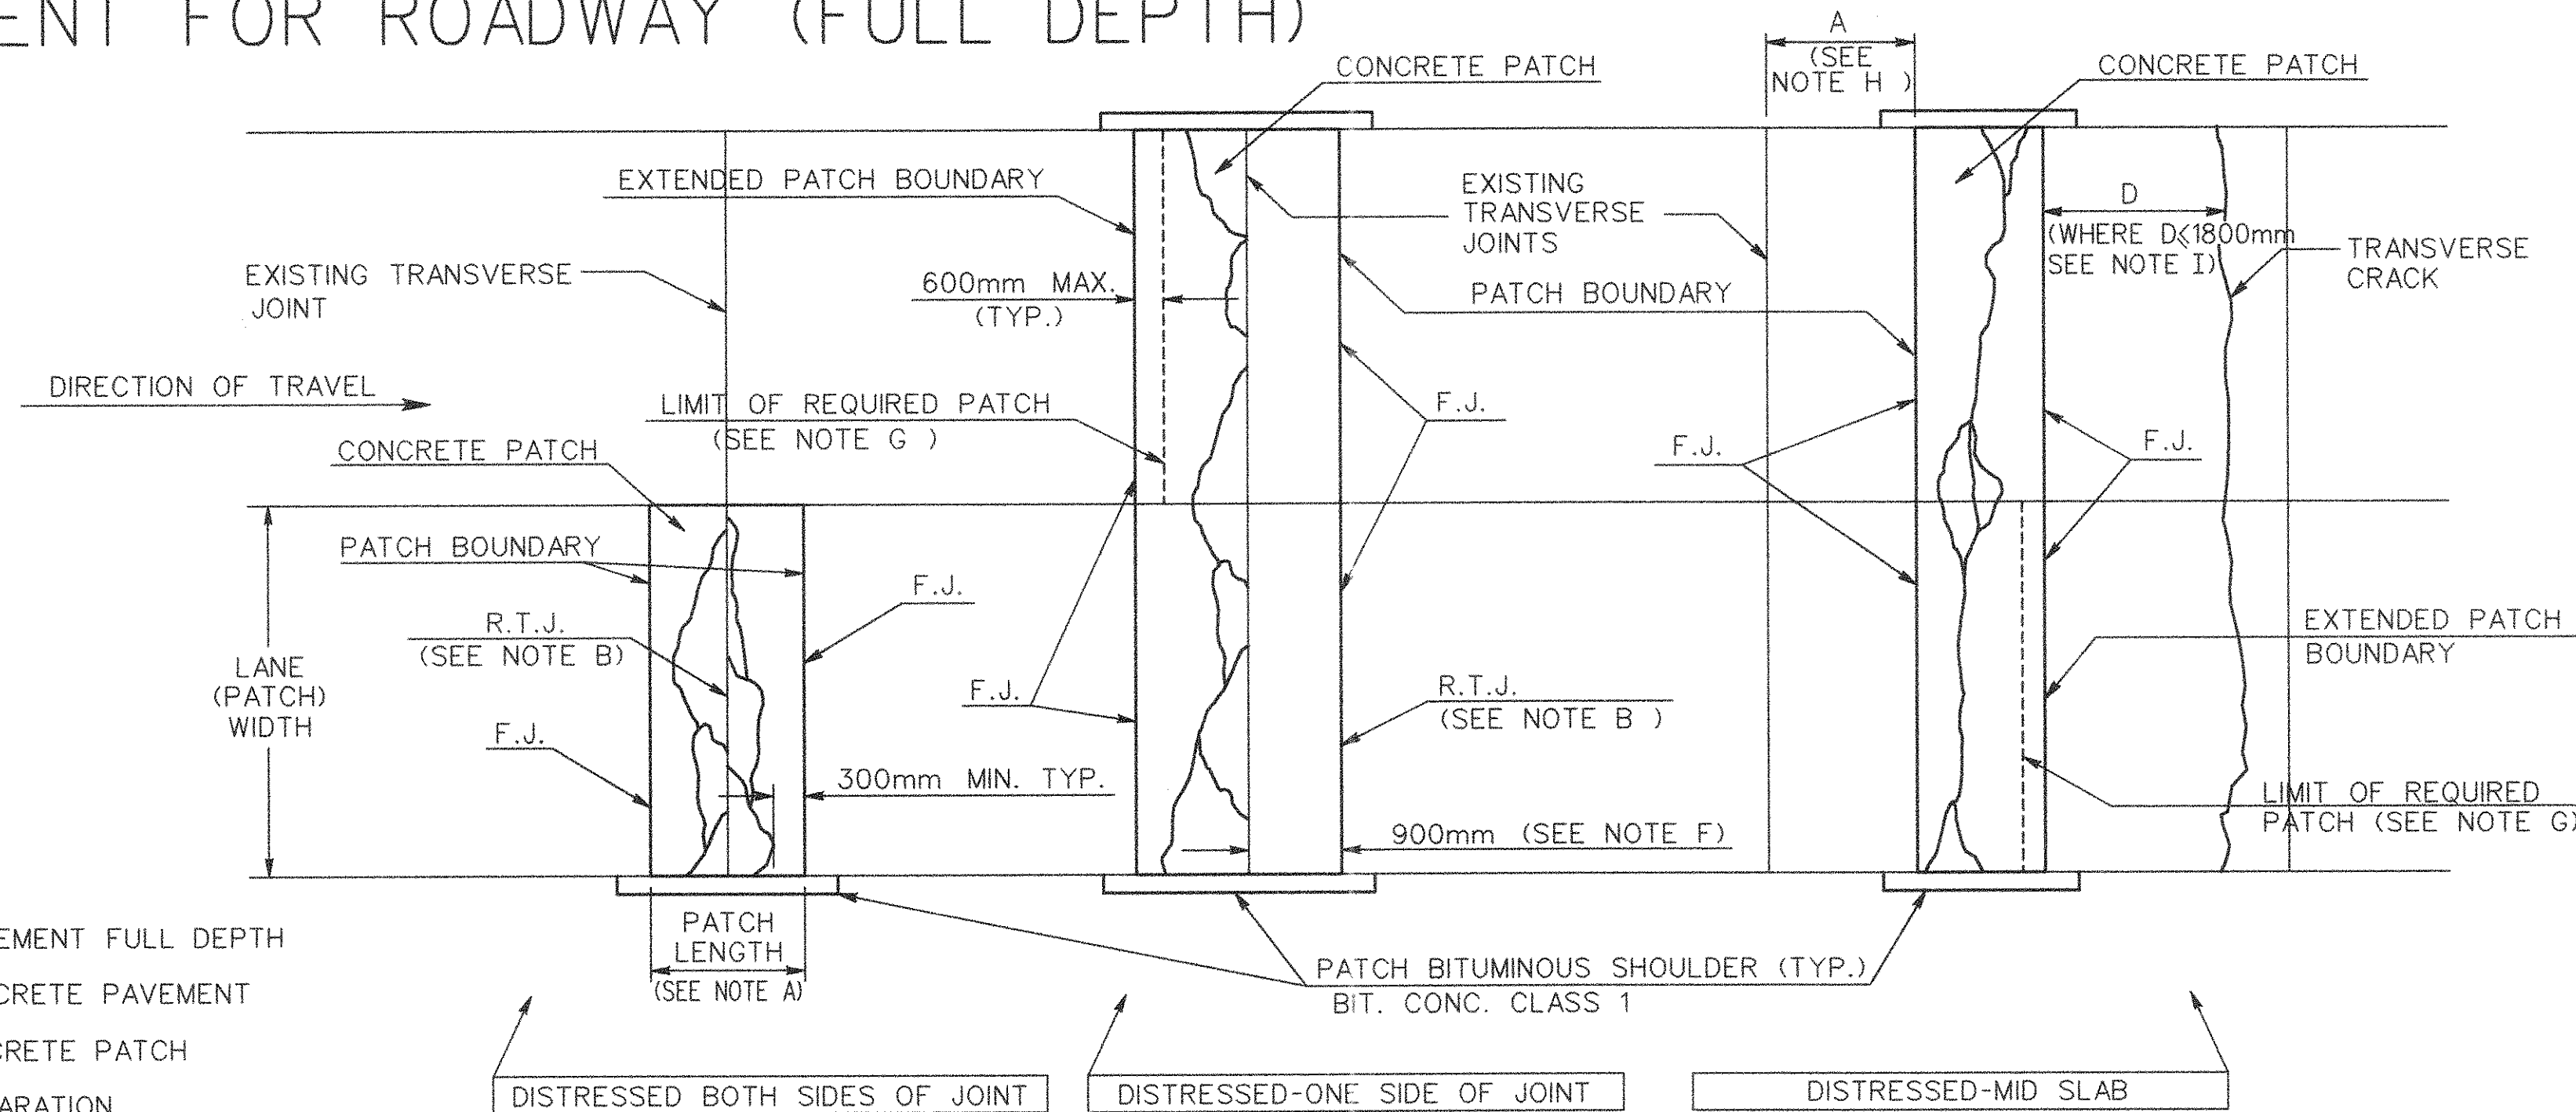 ENT FOR ROADWAY (FULL DEPTH)
A
(SEE
NOTE H )
CONCRETE PATCH
CONCRETE PATCH
EXTENDED PATCH BOUNDARY
EXISTING
TRANSVERSE
JOINTS
D
(WHERE D≤1800mm
SEE NOTE I)
TRANSVERSE
CRACK
EXISTING TRANSVERSE
JOINT
600mm MAX.
(TYP.)
PATCH BOUNDARY
DIRECTION OF TRAVEL
LIMIT OF REQUIRED PATCH
(SEE NOTE G )
F.J.
F.J.
F.J.
CONCRETE PATCH
PATCH BOUNDARY
F.J.
R.T.J.
(SEE NOTE B)
EXTENDED PATCH
BOUNDARY
LANE
(PATCH)
WIDTH
F.J.
R.T.J.
(SEE NOTE B )
F.J.
300mm MIN. TYP.
LIMIT OF REQUIRED
PATCH (SEE NOTE G)
900mm (SEE NOTE F)
PATCH
LENGTH
(SEE NOTE A)
EMENT FULL DEPTH
CRETE PAVEMENT
CRETE PATCH
ARATION
PATCH BITUMINOUS SHOULDER (TYP.)
BIT. CONC. CLASS 1
DISTRESSED BOTH SIDES OF JOINT
DISTRESSED-ONE SIDE OF JOINT
DISTRESSED-MID SLAB